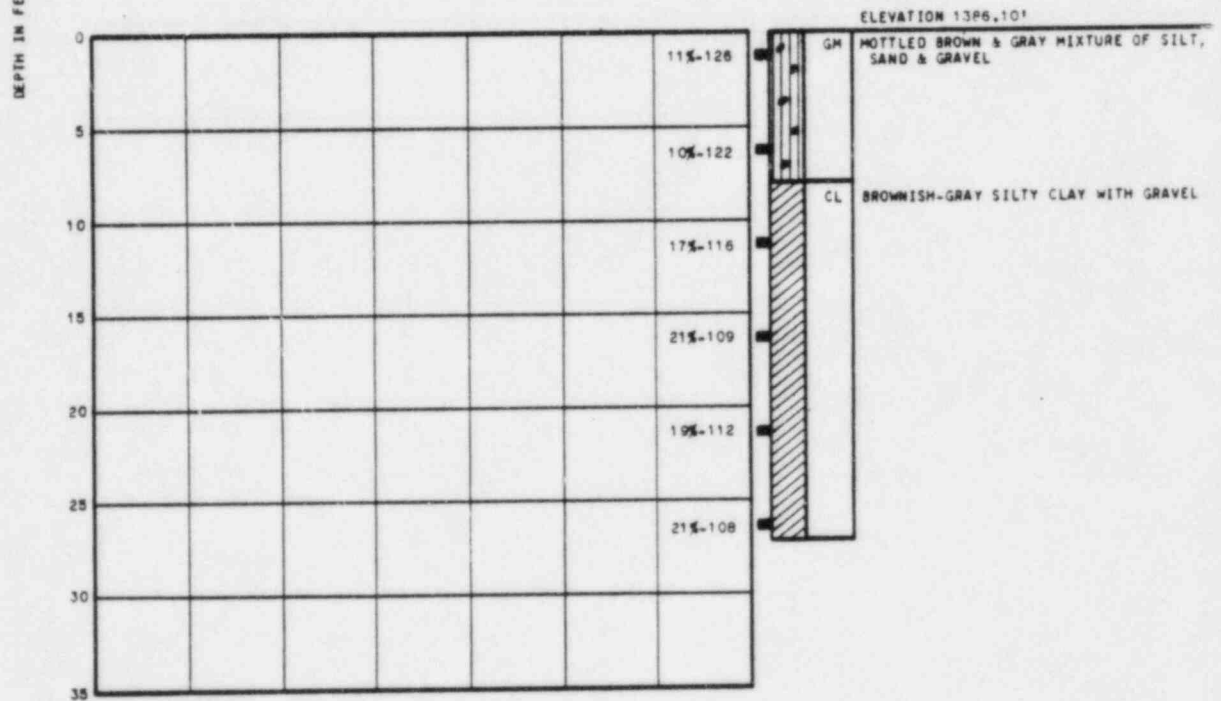 ELEVATION 1386.10'
DEPTH IN FE
0
11%-126
GM MOTTLED BROWN & GRAY MIXTURE OF SILT,
SAND & GRAVEL
5
10%-122
CL BROWNISH-GRAY SILTY CLAY WITH GRAVEL
10
17%-116
15
21%-109
20
19%-112
25
21%-108
30
35